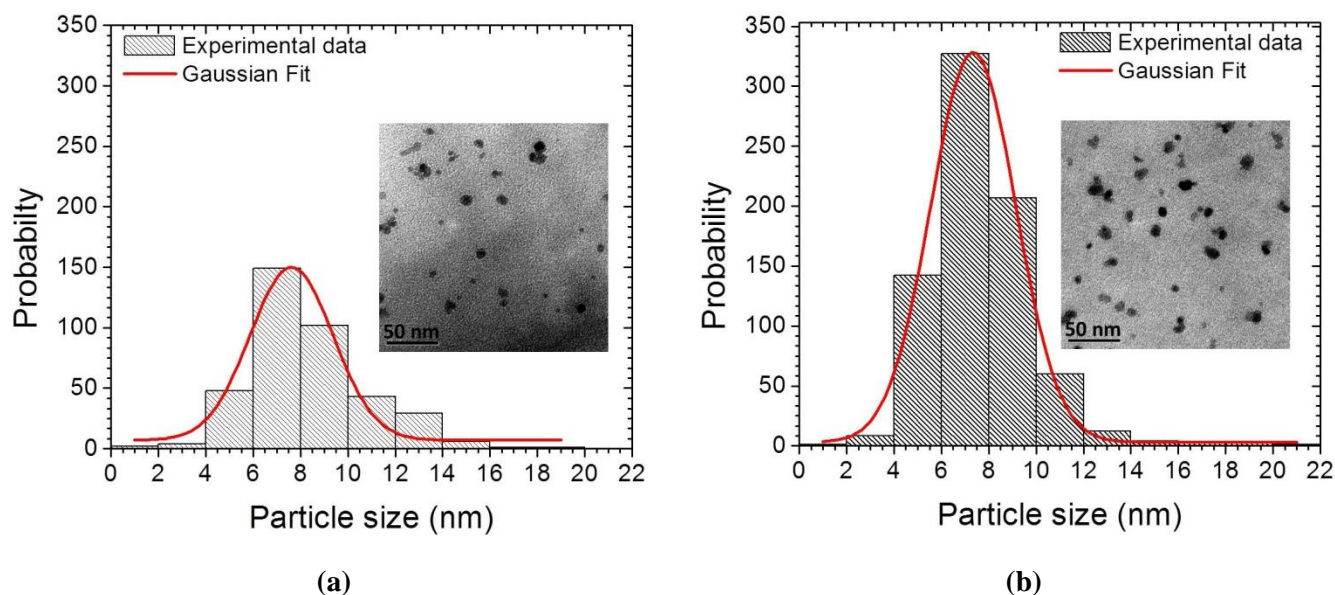 350
300
250
200
150
100
50
0
Probabilty
Experimental data
Gaussian Fit
50 nm
0 2 4 6 8 10 12 14 16 18 20 22
Particle size (nm)
(a)
350
300
250
200
150
100
50
0
Probability
Experimental data
Gaussian Fit
50 nm
0 2 4 6 8 10 12 14 16 18 20 22
Particle size (nm)
(b)